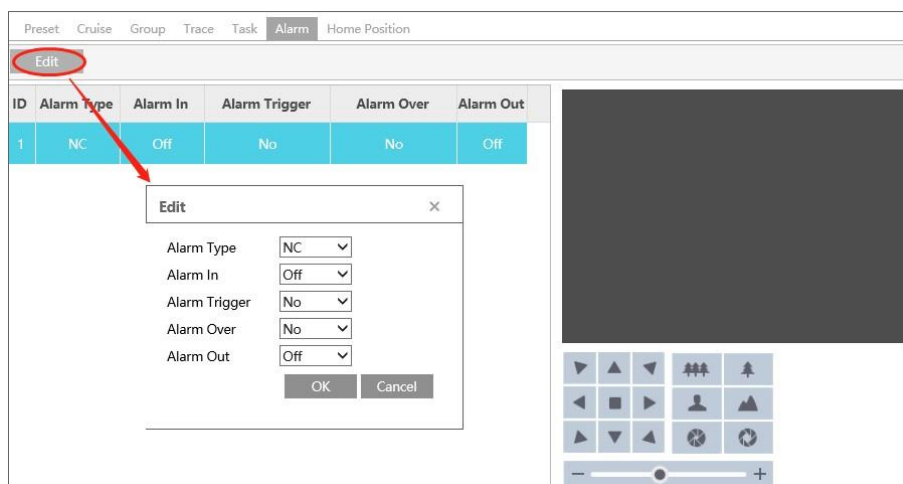 Preset Cruise Group Trace Task Alarm Home Position
Edit
ID Alarm Type Alarm In Alarm Trigger Alarm Over Alarm Out
1 NC Off No No Off
Edit ×
Alarm Type NC
Alarm In Off
Alarm Trigger No
Alarm Over No
Alarm Out Off
OK Cancel